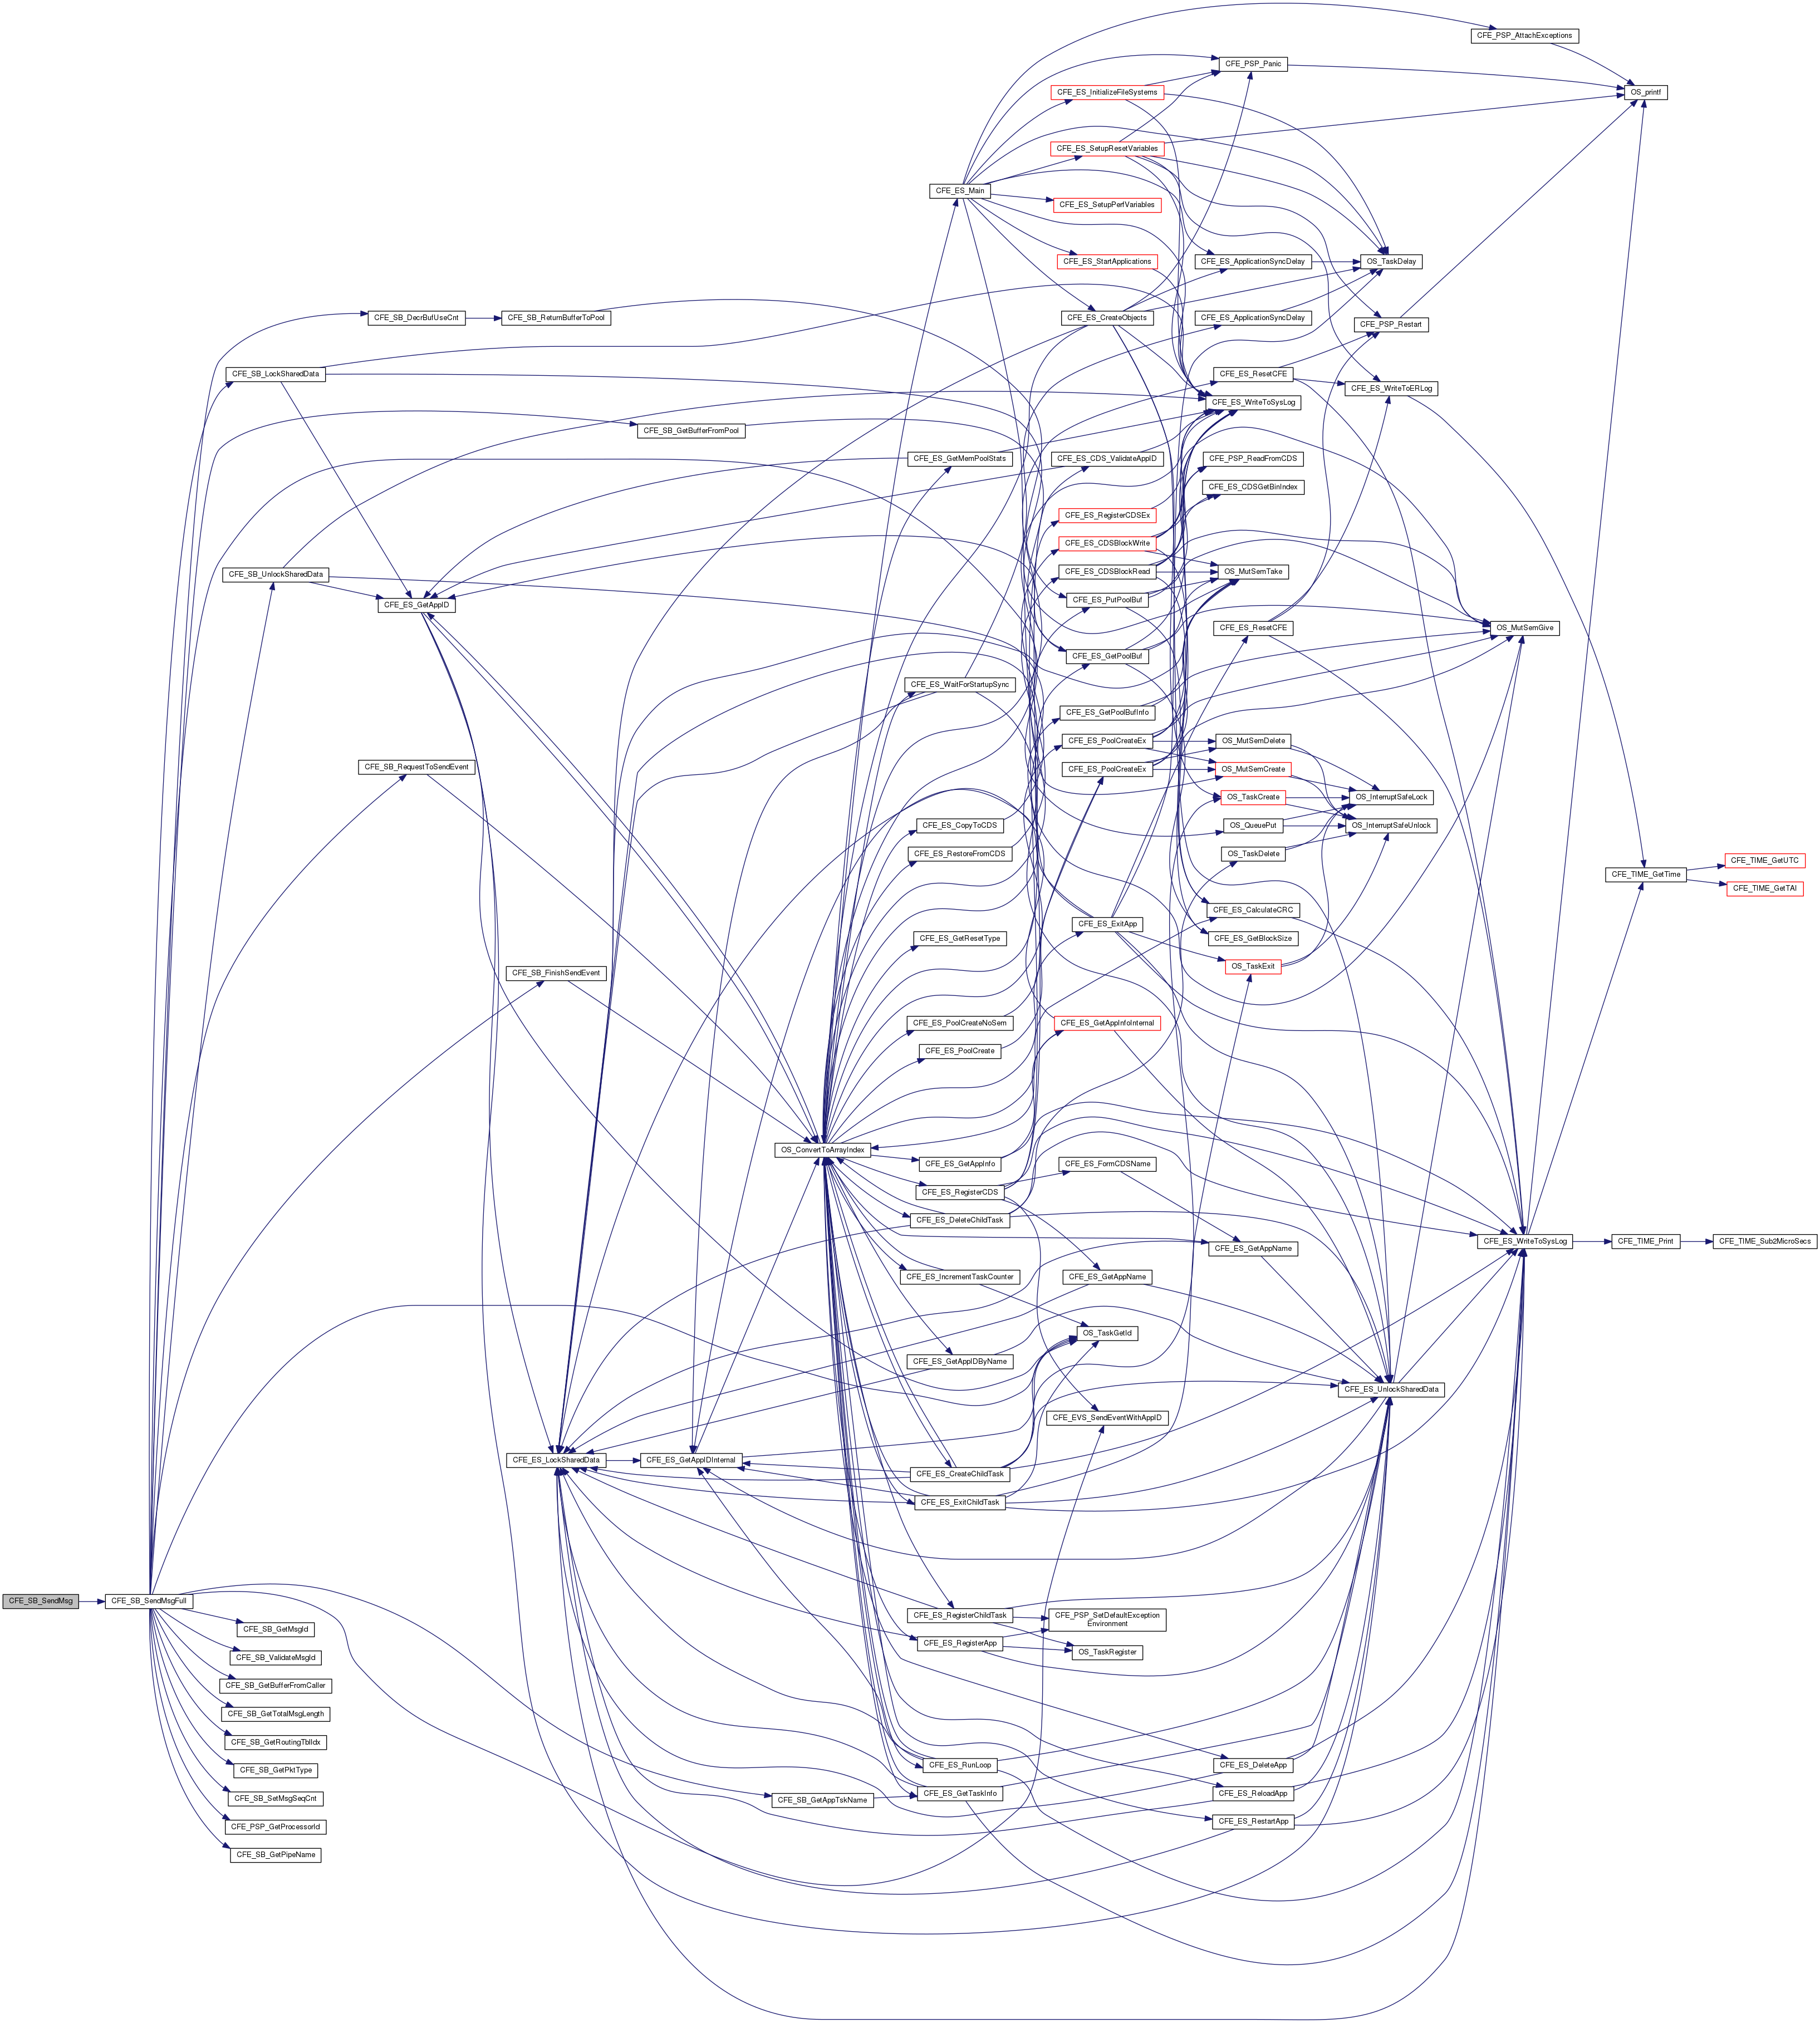 CFE_PSP_AttachExceptions
CFE_PSP_Panic
CFE_ES_InitializeFileSystems
OS_printf
CFE_ES_SetupResetVariables
CFE_ES_Main
CFE_ES_SetupPerfVariables
CFE_ES_StartApplications
CFE_ES_ApplicationSyncDelay
OS_TaskDelay
CFE_SB_DecrBufUseCnt
CFE_SB_ReturnBufferToPool
CFE_ES_CreateObjects
CFE_ES_ApplicationSyncDelay
CFE_PSP_Restart
CFE_SB_LockSharedData
CFE_ES_ResetCFE
CFE_ES_WriteToERLog
CFE_ES_WriteToSysLog
CFE_SB_GetBufferFromPool
CFE_ES_GetMemPoolStats
CFE_ES_CDS_ValidateAppID
CFE_PSP_ReadFromCDS
CFE_ES_CDSGetBinIndex
CFE_ES_RegisterCDSEx
CFE_ES_CDSBlockWrite
CFE_SB_UnlockSharedData
CFE_ES_CDSBlockRead
OS_MutSemTake
CFE_ES_GetAppID
CFE_ES_PutPoolBuf
CFE_ES_ResetCFE
OS_MutSemGive
CFE_ES_GetPoolBuf
CFE_ES_WaitForStartupSync
CFE_ES_GetPoolBufInfo
CFE_ES_PoolCreateEx
OS_MutSemDelete
CFE_SB_RequestToSendEvent
CFE_ES_PoolCreateEx
OS_MutSemCreate
OS_TaskCreate
OS_InterruptSafeLock
CFE_ES_CopyToCDS
OS_QueuePut
OS_InterruptSafeUnlock
CFE_ES_RestoreFromCDS
OS_TaskDelete
CFE_TIME_GetUTC
CFE_TIME_GetTime
CFE_TIME_GetTAI
CFE_ES_CalculateCRC
CFE_ES_ExitApp
CFE_ES_GetResetType
CFE_ES_GetBlockSize
CFE_SB_FinishSendEvent
OS_TaskExit
CFE_ES_PoolCreateNoSem
CFE_ES_GetAppInfoInternal
CFE_ES_PoolCreate
OS_ConvertToArrayIndex
CFE_ES_GetAppInfo
CFE_ES_FormCDSName
CFE_ES_RegisterCDS
CFE_ES_DeleteChildTask
CFE_ES_WriteToSysLog
CFE_TIME_Print
CFE_TIME_Sub2MicroSecs
CFE_ES_GetAppName
CFE_ES_IncrementTaskCounter
CFE_ES_GetAppName
OS_TaskGetId
CFE_ES_GetAppIDByName
CFE_ES_UnlockSharedData
CFE_EVS_SendEventWithAppID
CFE_ES_LockSharedData
CFE_ES_GetAppIDInternal
CFE_ES_CreateChildTask
CFE_ES_ExitChildTask
CFE_SB_SendMsg
CFE_SB_SendMsgFull
CFE_ES_RegisterChildTask
CFE_PSP_SetDefaultException
Environment
CFE_SB_GetMsgId
CFE_ES_RegisterApp
OS_TaskRegister
CFE_SB_ValidateMsgId
CFE_SB_GetBufferFromCaller
CFE_SB_GetTotalMsgLength
CFE_SB_GetRoutingTblIdx
CFE_SB_GetPktType
CFE_ES_RunLoop
CFE_ES_DeleteApp
CFE_SB_SetMsgSeqCnt
CFE_SB_GetAppTskName
CFE_ES_GetTaskInfo
CFE_ES_ReloadApp
CFE_PSP_GetProcessorId
CFE_ES_RestartApp
CFE_SB_GetPipeName